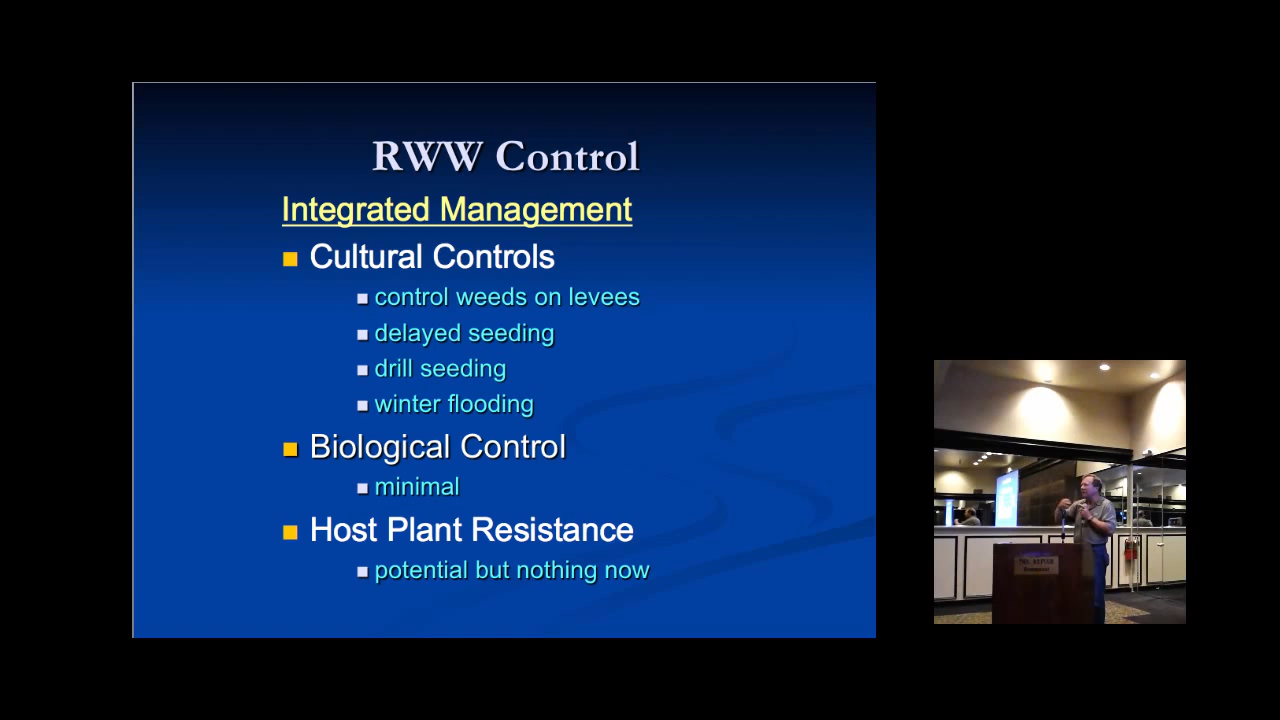 RWW Control
Integrated Management
Cultural Controls
control weeds on levees
delayed seeding
drill seeding
winter flooding
Biological Control
minimal
Host Plant Resistance
potential but nothing now